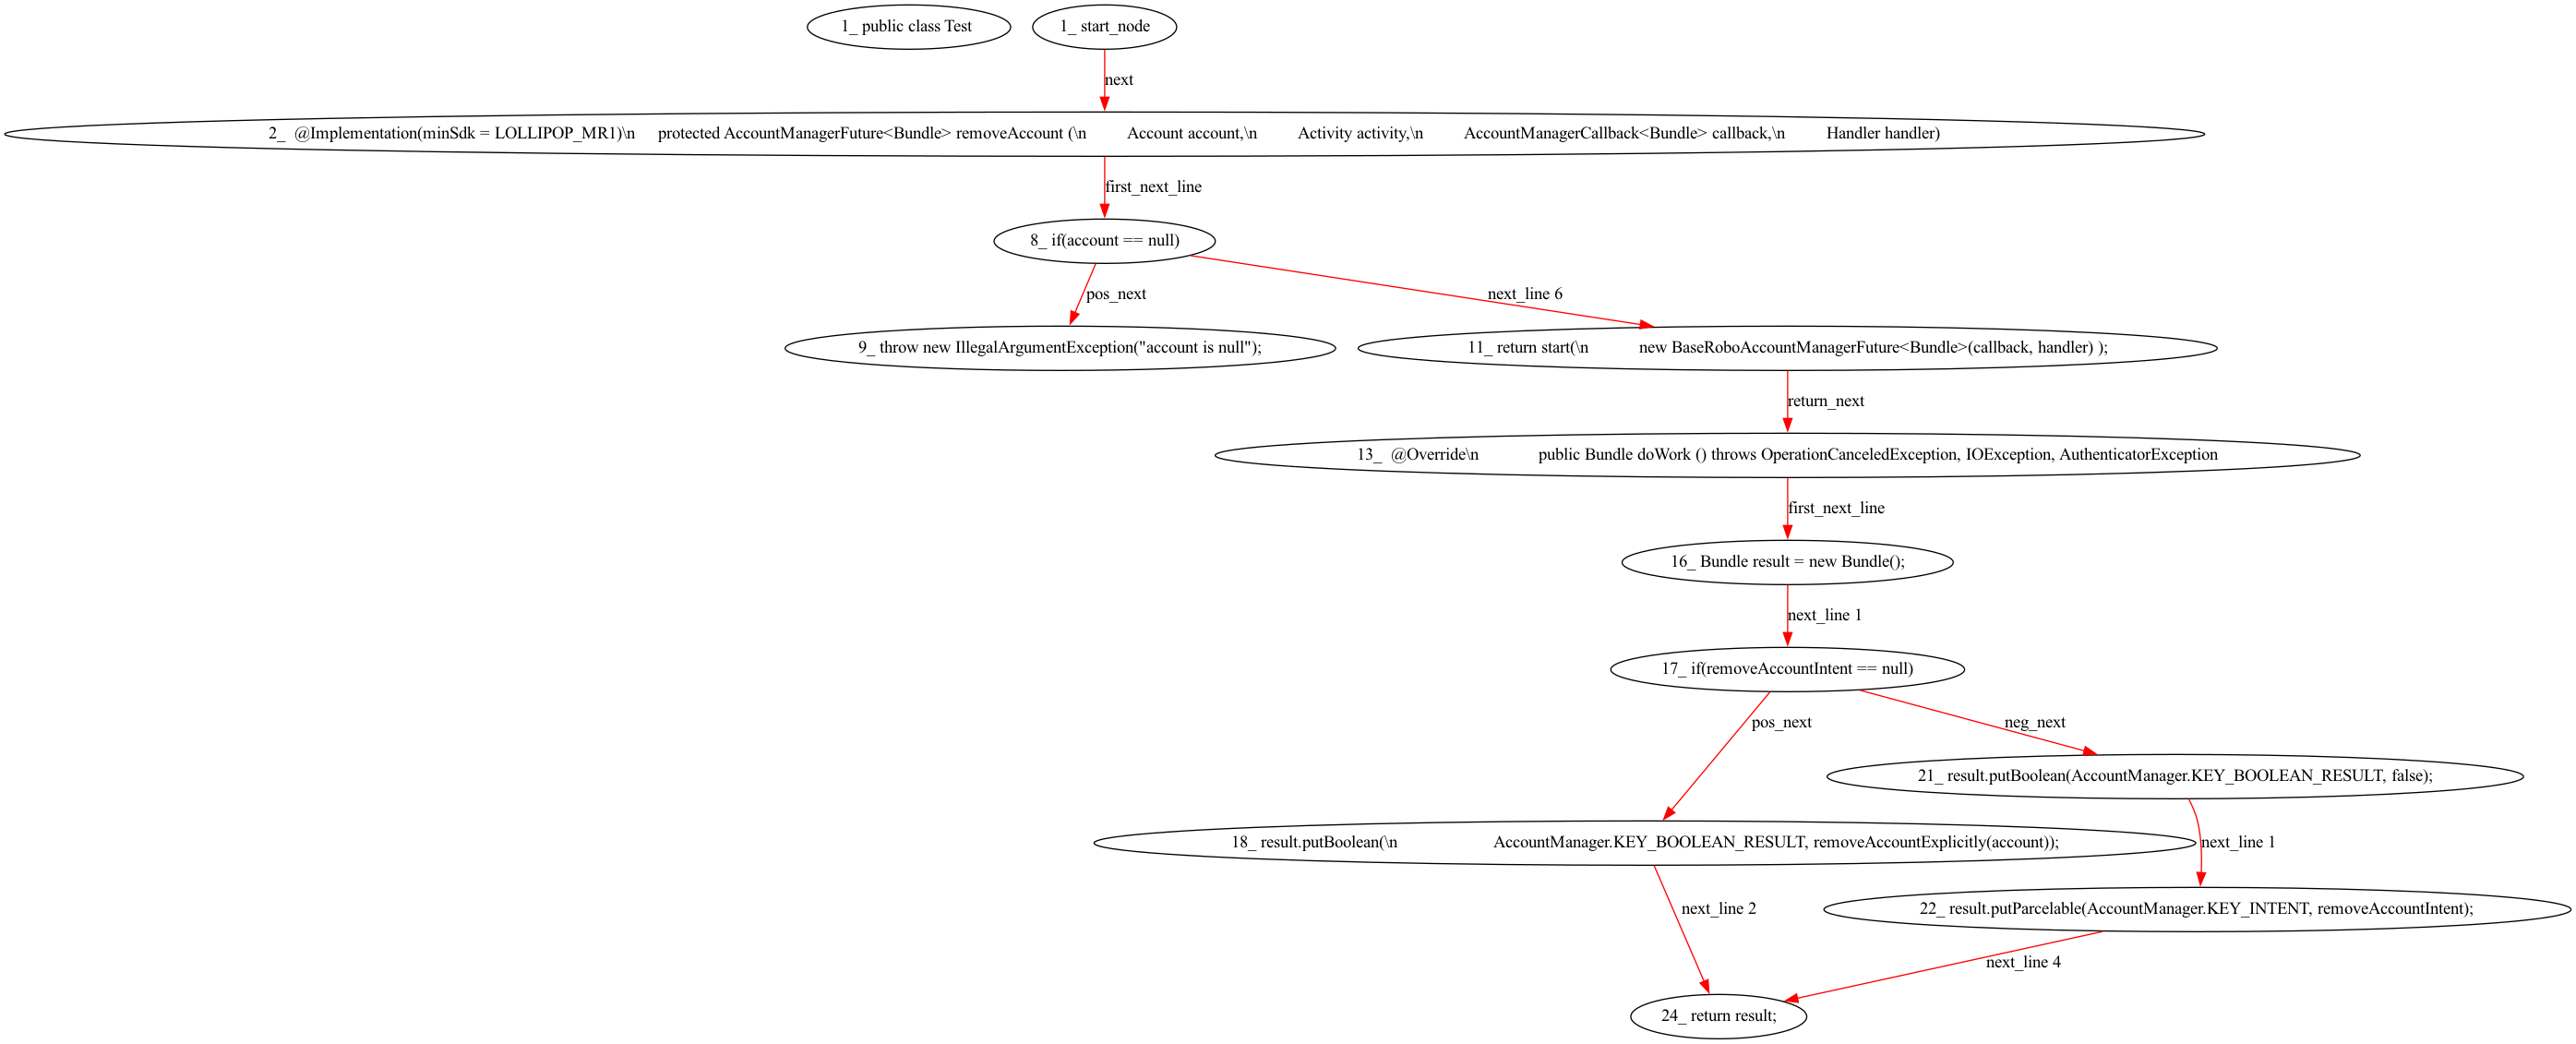 1_ public class Test
1_ start_node
next
2_ @Implementation(minSdk = LOLLIPOP_MR1)\n protected AccountManagerFuture<Bundle> removeAccount (\n Account account,\n Activity activity,\n AccountManagerCallback<Bundle> callback,\n Handler handler)
first_next_line
8_ if(account == null)
pos_next
next_line 6
9_ throw new IllegalArgumentException("account is null");
11_ return start(\n new BaseRoboAccountManagerFuture<Bundle>(callback, handler) );
return_next
13_ @Override\n public Bundle doWork () throws OperationCanceledException, IOException, AuthenticatorException
first_next_line
16_ Bundle result = new Bundle();
next_line 1
17_ if(removeAccountIntent == null)
pos_next
neg_next
21_ result.putBoolean(AccountManager.KEY_BOOLEAN_RESULT, false);
18_ result.putBoolean(\n AccountManager.KEY_BOOLEAN_RESULT, removeAccountExplicitly(account));
next_line 1
next_line 2
22_ result.putParcelable(AccountManager.KEY_INTENT, removeAccountIntent);
next_line 4
24_ return result;